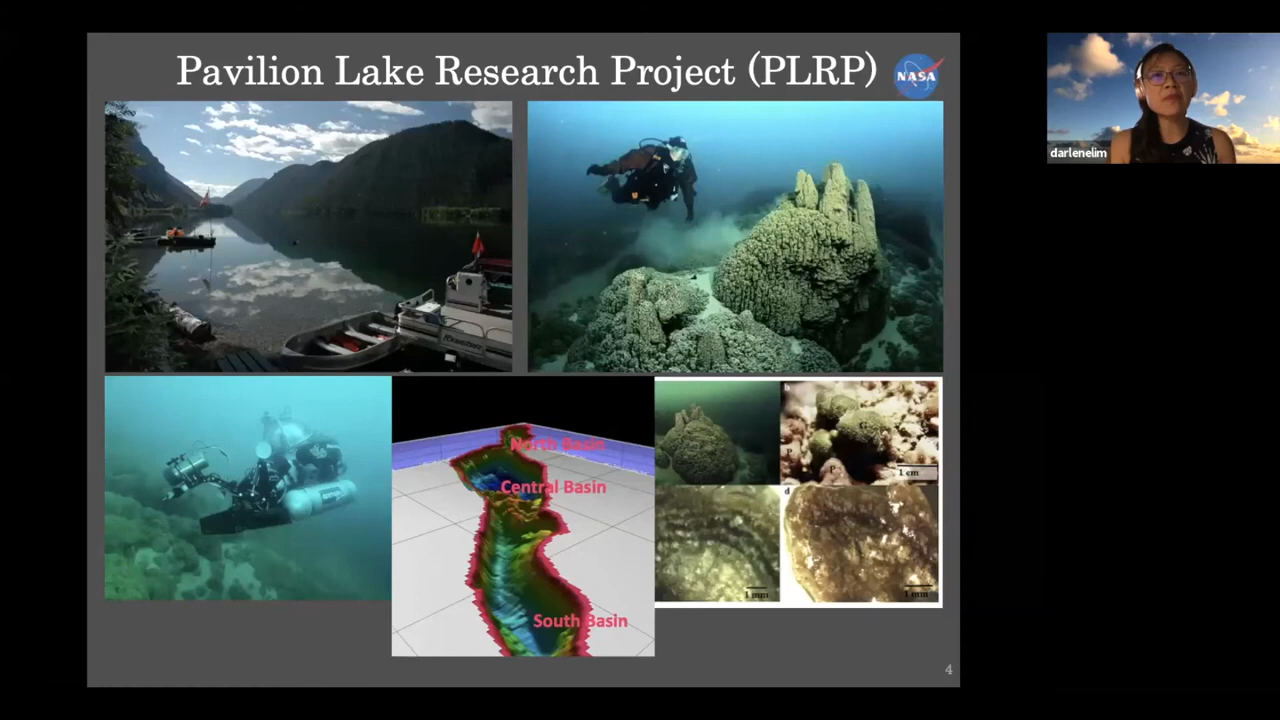 Pavilion Lake Research Project (PLRP)
NASA
darlenelim
North Basin
Central Basin
South Basin
b
P
P
1 cm
d
1 mm
1 mm
4